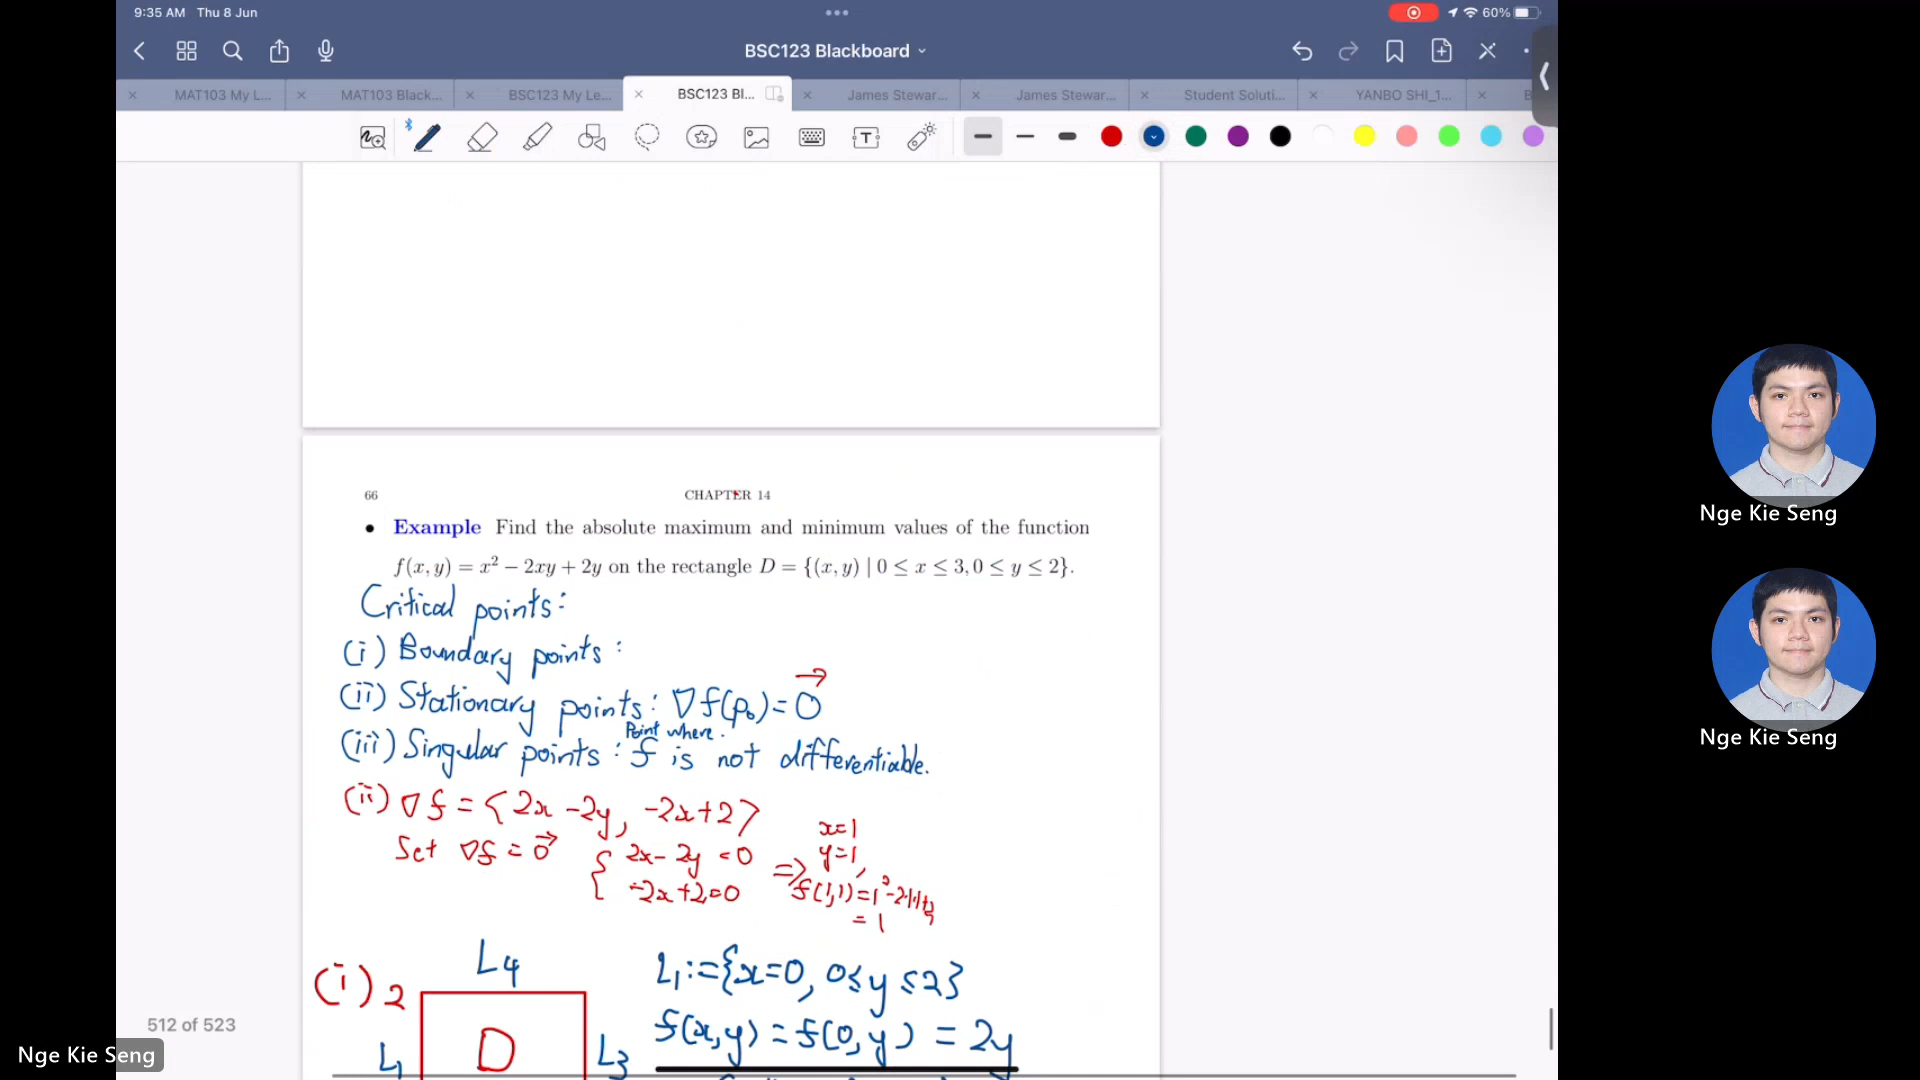 9:35 AM Thu 8 Jun
60%
BSC123 Blackboard
MAT103 My L...
MAT103 Black...
BSC123 My Le...
BSC123 Bl...
James Stewar...
James Stewar...
Student Soluti...
YANBO SHI_1...
B
66 CHAPTER 14
• Example Find the absolute maximum and minimum values of the function
f(x, y) = x² − 2xy + 2y on the rectangle D = {(x, y) | 0 ≤ x ≤ 3, 0 ≤ y ≤ 2}.
Critical points:
(i) Boundary points:
(ii) Stationary points: ∇f(p₀)=0⃗
Point where
(iii) Singular points: f is not differentiable.
(ii) ∇f = ⟨2x −2y, −2x+2⟩
Set ∇f = 0⃗
{ 2x − 2y = 0
−2x + 2 = 0
⇒ x=1
y=1,
f(1,1) = 1² − 2·1·1+2
= 1
(i) 2
L4
D
L1
L3
L₁:={x=0, 0≤y≤2}
f(x,y) = f(0,y) = 2y
512 of 523
Nge Kie Seng
Nge Kie Seng
Nge Kie Seng